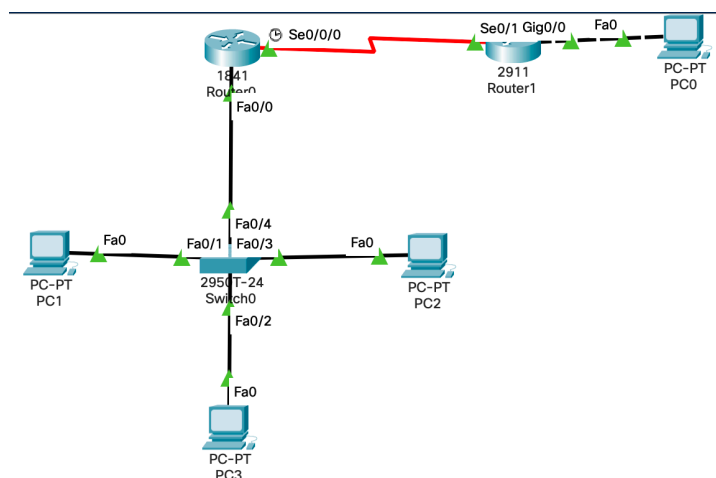 Se0/0/0
1841
Router0
Fa0/0
Se0/1 Gig0/0
2911
Router1
Fa0
PC-PT
PC0
Fa0/4
Fa0/1
Fa0/3
2950T-24
Switch0
Fa0/2
Fa0
PC-PT
PC1
Fa0
PC-PT
PC2
Fa0
PC-PT
PC3